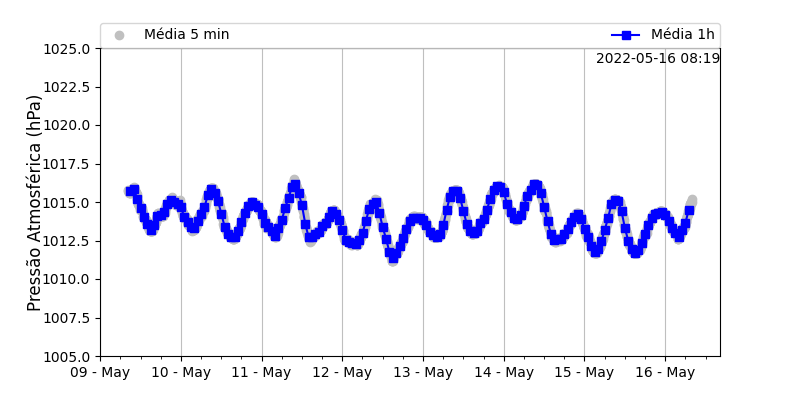 Média 5 min
Média 1h
2022-05-16 08:19
Pressão Atmosférica (hPa)
1025.0
1022.5
1020.0
1017.5
1015.0
1012.5
1010.0
1007.5
1005.0
09 - May
10 - May
11 - May
12 - May
13 - May
14 - May
15 - May
16 - May